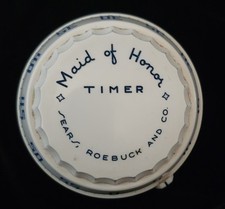 Maid of Honor
TIMER
SEARS, ROEBUCK AND CO.